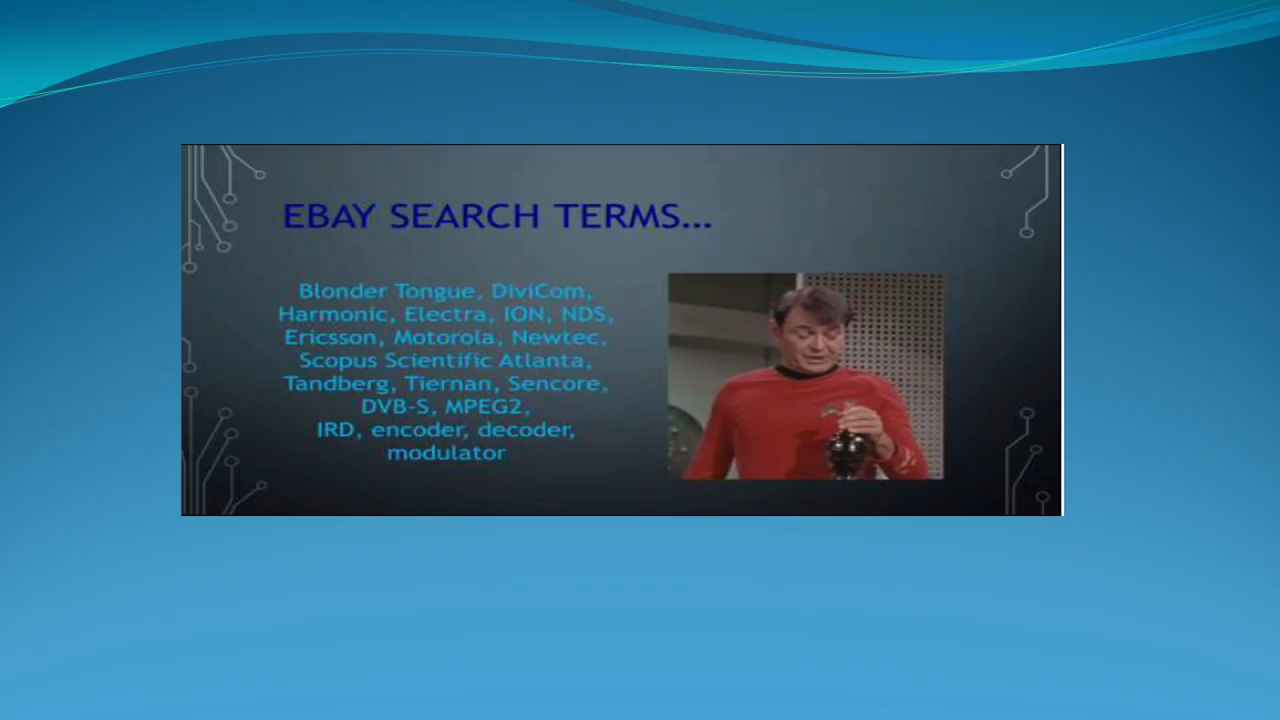 EBAY SEARCH TERMS...
Blonder Tongue, DiviCom,
Harmonic, Electra, ION, NDS,
Ericsson, Motorola, Newtec,
Scopus Scientific Atlanta,
Tandberg, Tiernan, Sencore,
DVB-S, MPEG2,
IRD, encoder, decoder,
modulator